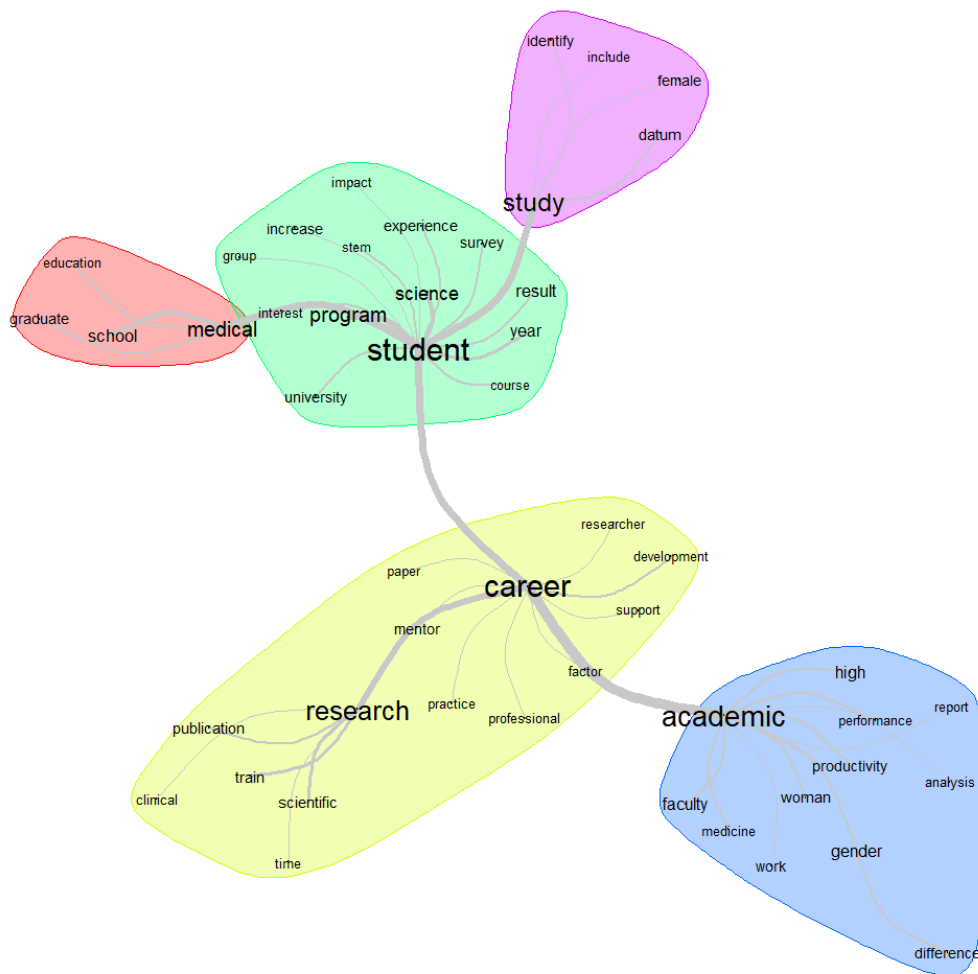 identify
include
female
datum
study
impact
experience
increase
stem
survey
group
education
science
result
interest
program
graduate
school
medical
year
student
course
university
researcher
development
paper
career
support
mentor
factor
high
research
practice
professional
academic
report
performance
publication
productivity
train
analysis
clinical
scientific
faculty
woman
medicine
gender
time
work
difference